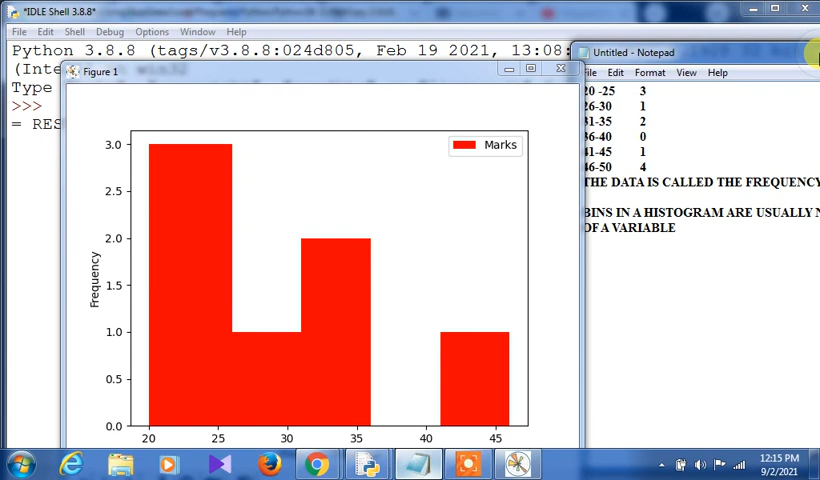 *IDLE Shell 3.8.8*
File Edit Shell Debug Options Window Help
Python 3.8.8 (tags/v3.8.8:024d805, Feb 19 2021, 13:08:
(Inte
Type
>>>
= RES
Figure 1
Marks
3.0
2.5
2.0
1.5
1.0
0.5
0.0
Frequency
20 25 30 35 40 45
Untitled - Notepad
File Edit Format View Help
20 -25 3
26-30 1
31-35 2
36-40 0
41-45 1
46-50 4
THE DATA IS CALLED THE FREQUENCY
BINS IN A HISTOGRAM ARE USUALLY N
OF A VARIABLE
12:15 PM
9/2/2021